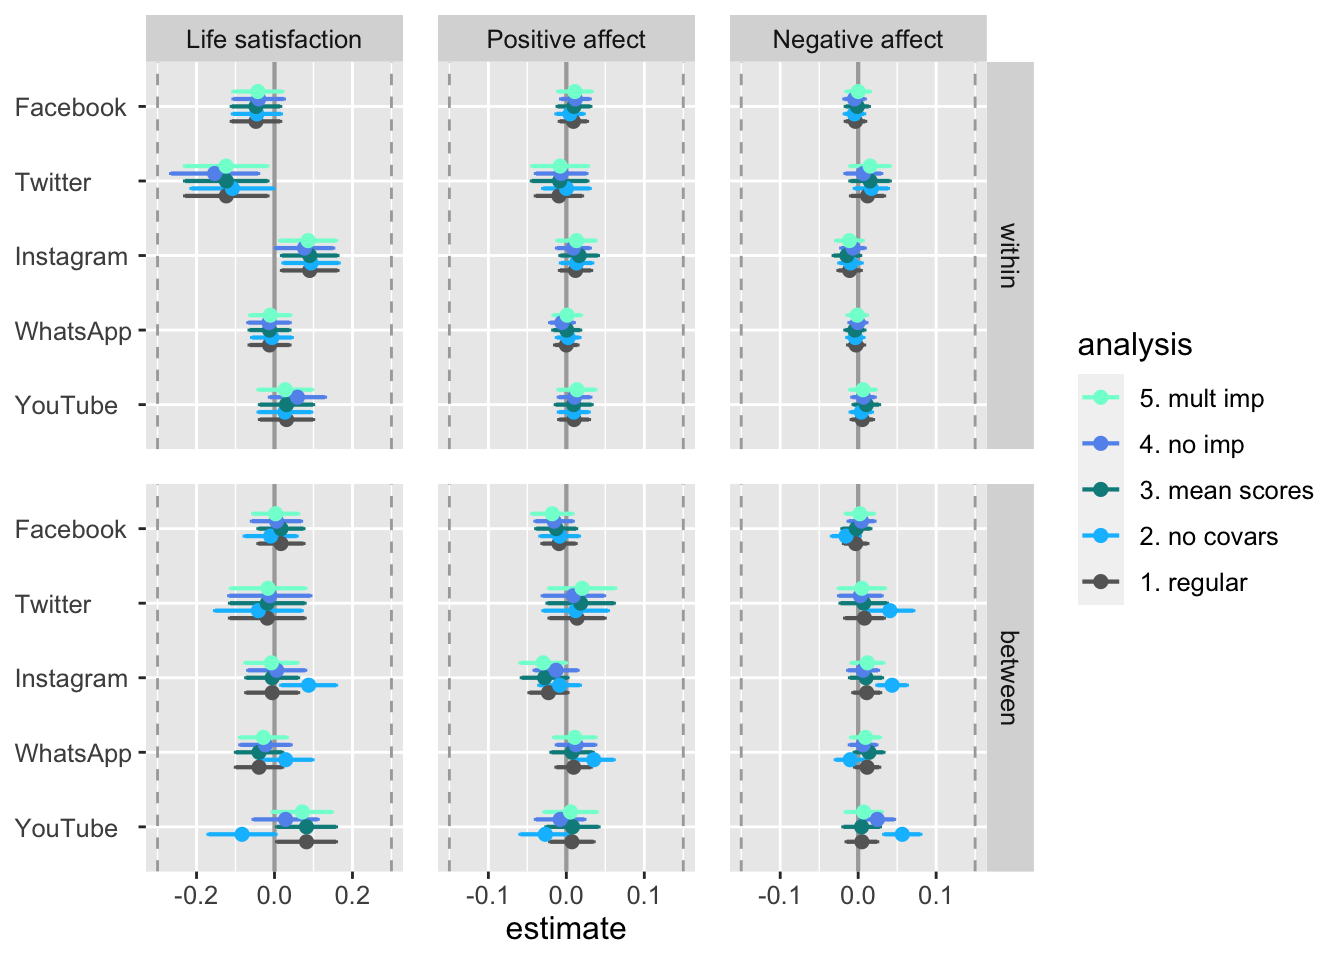 Life satisfaction
Positive affect
Negative affect
Facebook
Twitter
Instagram
WhatsApp
YouTube
within
Facebook
Twitter
Instagram
WhatsApp
YouTube
between
-0.2 0.0 0.2
-0.1 0.0 0.1
-0.1 0.0 0.1
estimate
analysis
5. mult imp
4. no imp
3. mean scores
2. no covars
1. regular